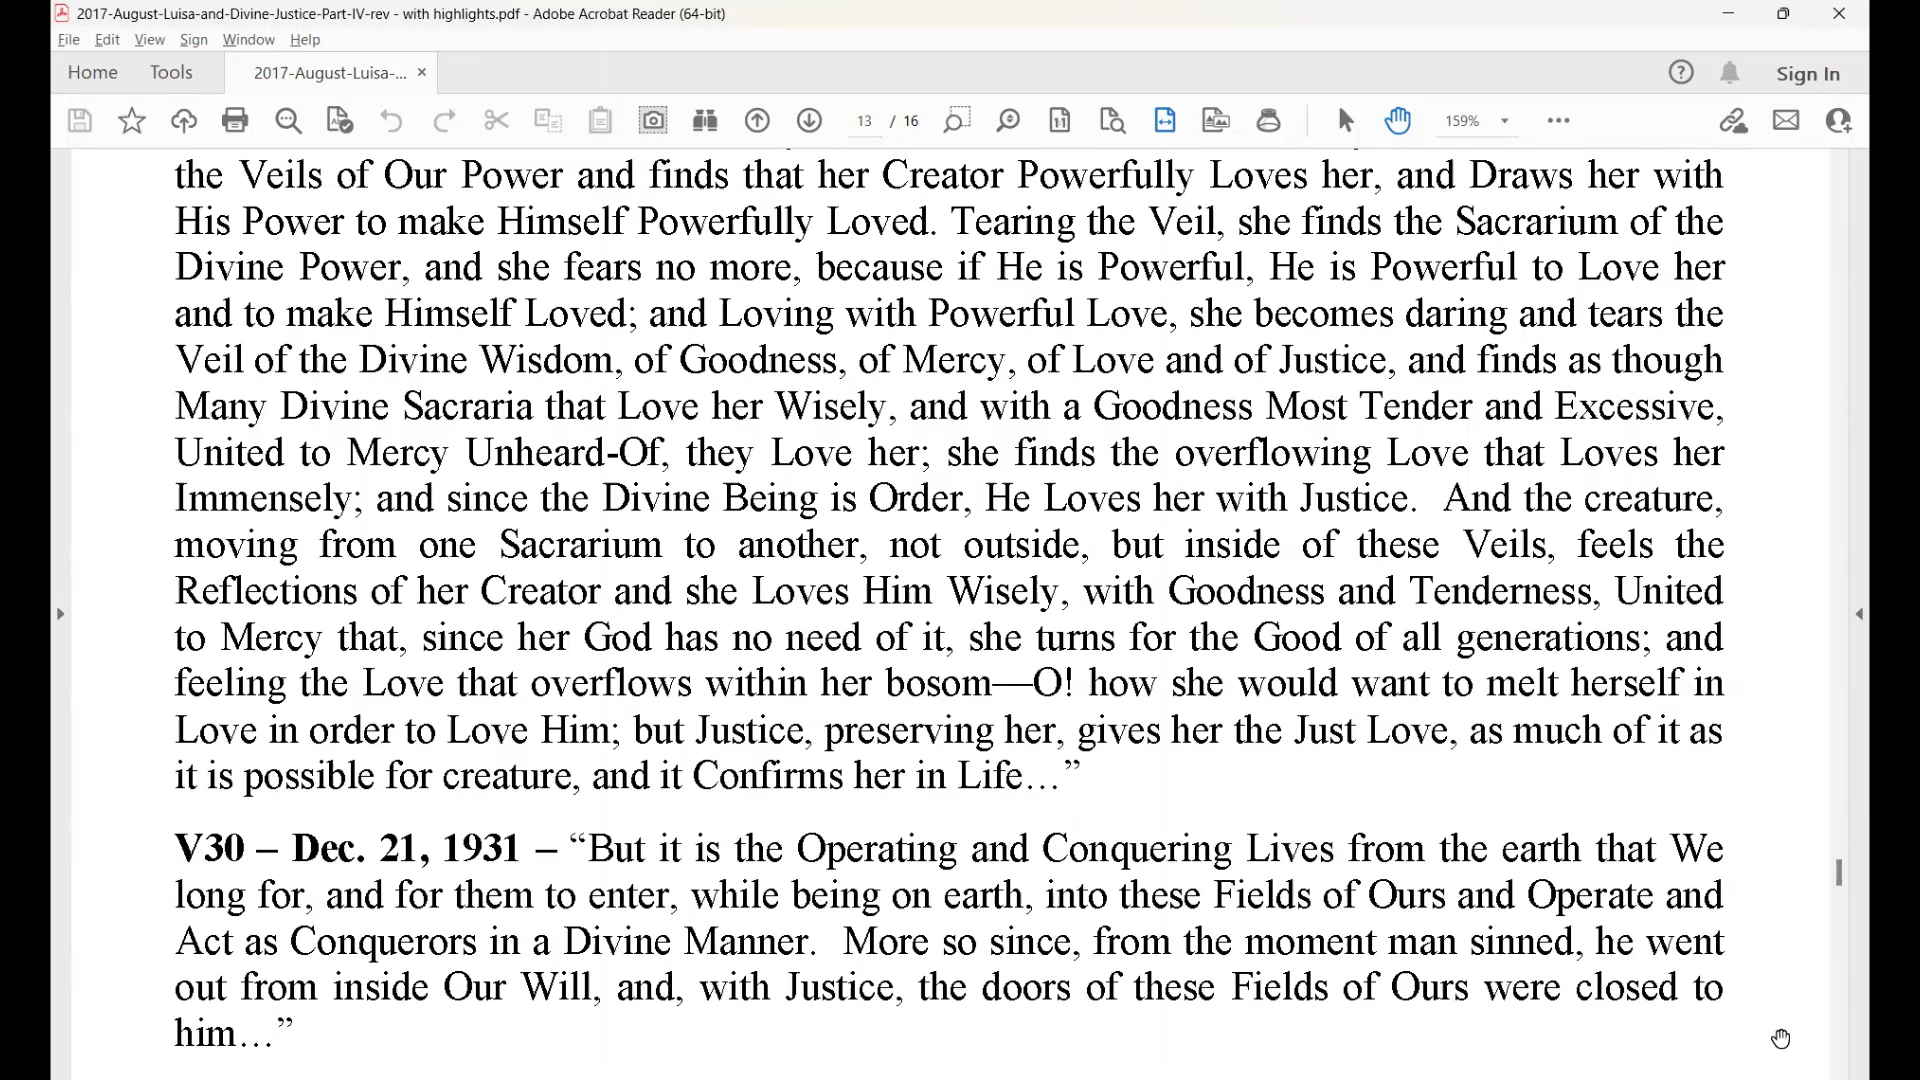 2017-August-Luisa-and-Divine-Justice-Part-IV-rev - with highlights.pdf - Adobe Acrobat Reader (64-bit)
File Edit View Sign Window Help
Home Tools 2017-August-Luisa-... × Sign In
13 / 16 159%
the Veils of Our Power and finds that her Creator Powerfully Loves her, and Draws her with
His Power to make Himself Powerfully Loved. Tearing the Veil, she finds the Sacrarium of the
Divine Power, and she fears no more, because if He is Powerful, He is Powerful to Love her
and to make Himself Loved; and Loving with Powerful Love, she becomes daring and tears the
Veil of the Divine Wisdom, of Goodness, of Mercy, of Love and of Justice, and finds as though
Many Divine Sacraria that Love her Wisely, and with a Goodness Most Tender and Excessive,
United to Mercy Unheard-Of, they Love her; she finds the overflowing Love that Loves her
Immensely; and since the Divine Being is Order, He Loves her with Justice. And the creature,
moving from one Sacrarium to another, not outside, but inside of these Veils, feels the
Reflections of her Creator and she Loves Him Wisely, with Goodness and Tenderness, United
to Mercy that, since her God has no need of it, she turns for the Good of all generations; and
feeling the Love that overflows within her bosom—O! how she would want to melt herself in
Love in order to Love Him; but Justice, preserving her, gives her the Just Love, as much of it as
it is possible for creature, and it Confirms her in Life…”
V30 – Dec. 21, 1931 – “But it is the Operating and Conquering Lives from the earth that We
long for, and for them to enter, while being on earth, into these Fields of Ours and Operate and
Act as Conquerors in a Divine Manner. More so since, from the moment man sinned, he went
out from inside Our Will, and, with Justice, the doors of these Fields of Ours were closed to
him…”